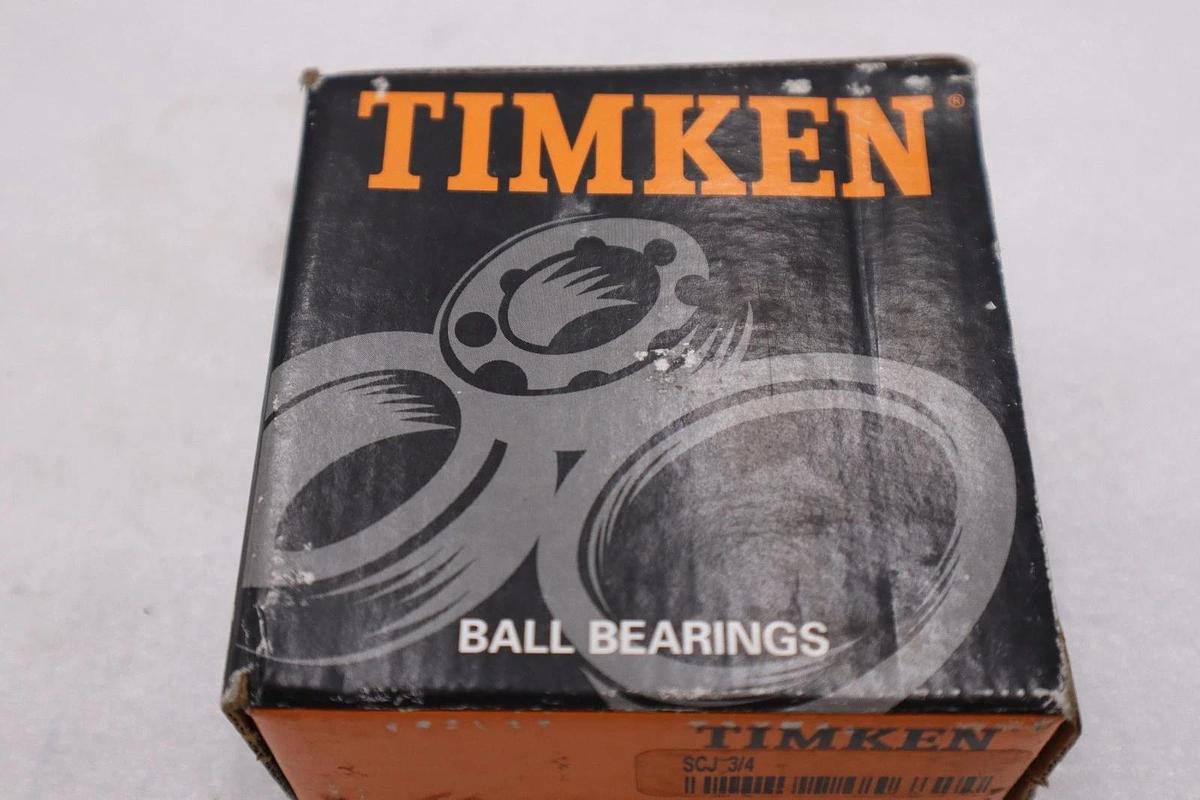 TIMKEN®
BALL BEARINGS
TIMKEN
SCJ 3/4